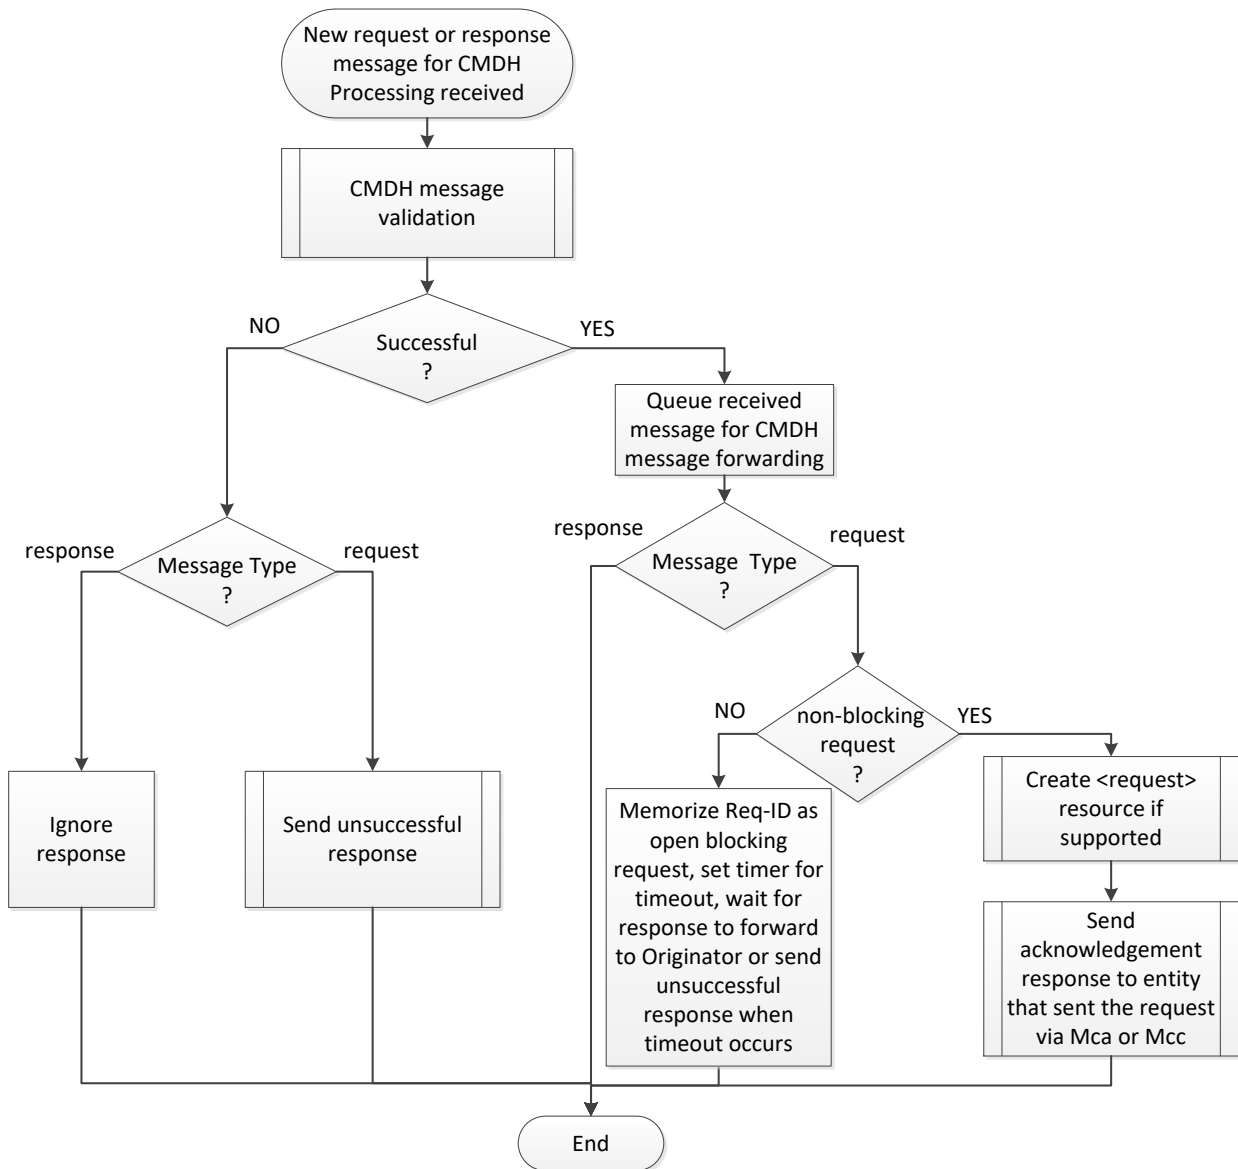 New request or response
message for CMDH
Processing received
CMDH message
validation
NO
YES
Successful
?
Queue received
message for CMDH
message forwarding
response
request
Message Type
?
response
request
Message  Type
?
NO
YES
non-blocking
request
?
Ignore
response
Send unsuccessful
response
Memorize Req-ID as
open blocking
request, set timer for
timeout, wait for
response to forward
to Originator or send
unsuccessful
response when
timeout occurs
Create <request>
resource if
supported
Send
acknowledgement
response to entity
that sent the request
via Mca or Mcc
End